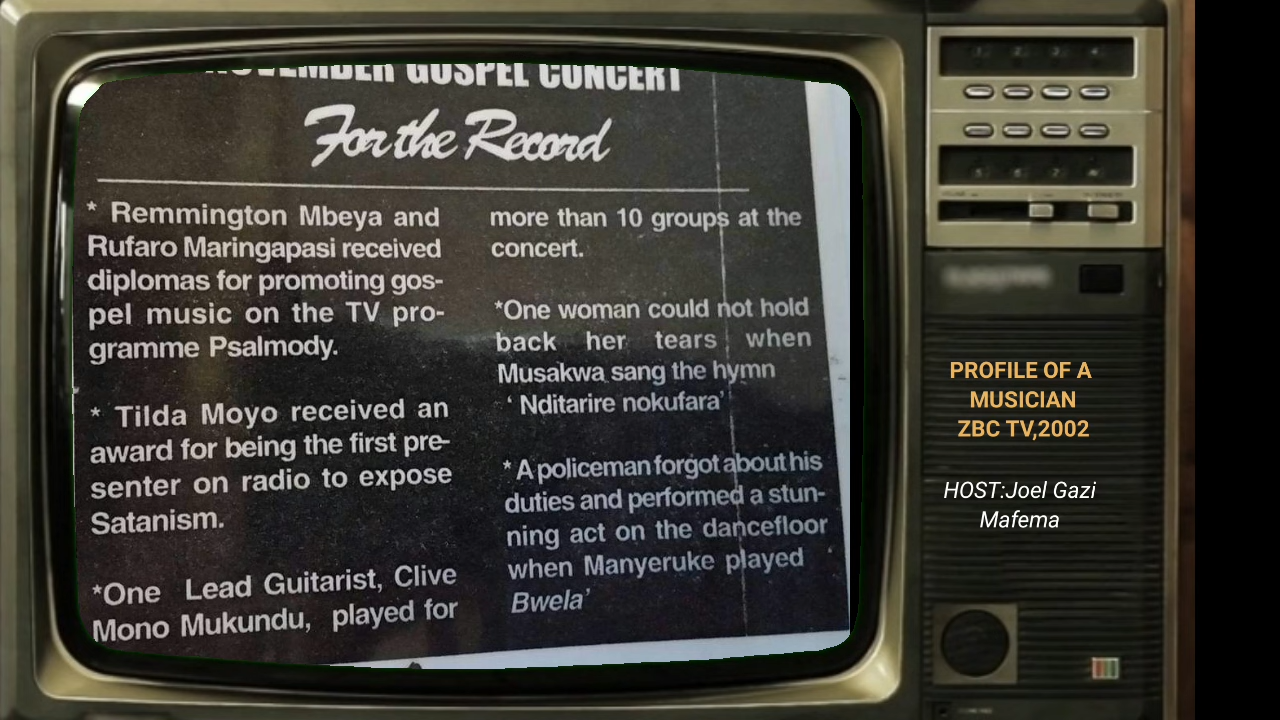 NOVEMBER GOSPEL CONCERT
For the Record
* Remmington Mbeya and
Rufaro Maringapasi received
diplomas for promoting gos-
pel music on the TV pro-
gramme Psalmody.
* Tilda Moyo received an
award for being the first pre-
senter on radio to expose
Satanism.
*One Lead Guitarist, Clive
Mono Mukundu, played for
more than 10 groups at the
concert.
*One woman could not hold
back her tears when
Musakwa sang the hymn
‘ Nditarire nokufara’
* A policeman forgot about his
duties and performed a stun-
ning act on the dancefloor
when Manyeruke played ‘
Bwela’
PROFILE OF A
MUSICIAN
ZBC TV,2002
HOST:Joel Gazi
Mafema